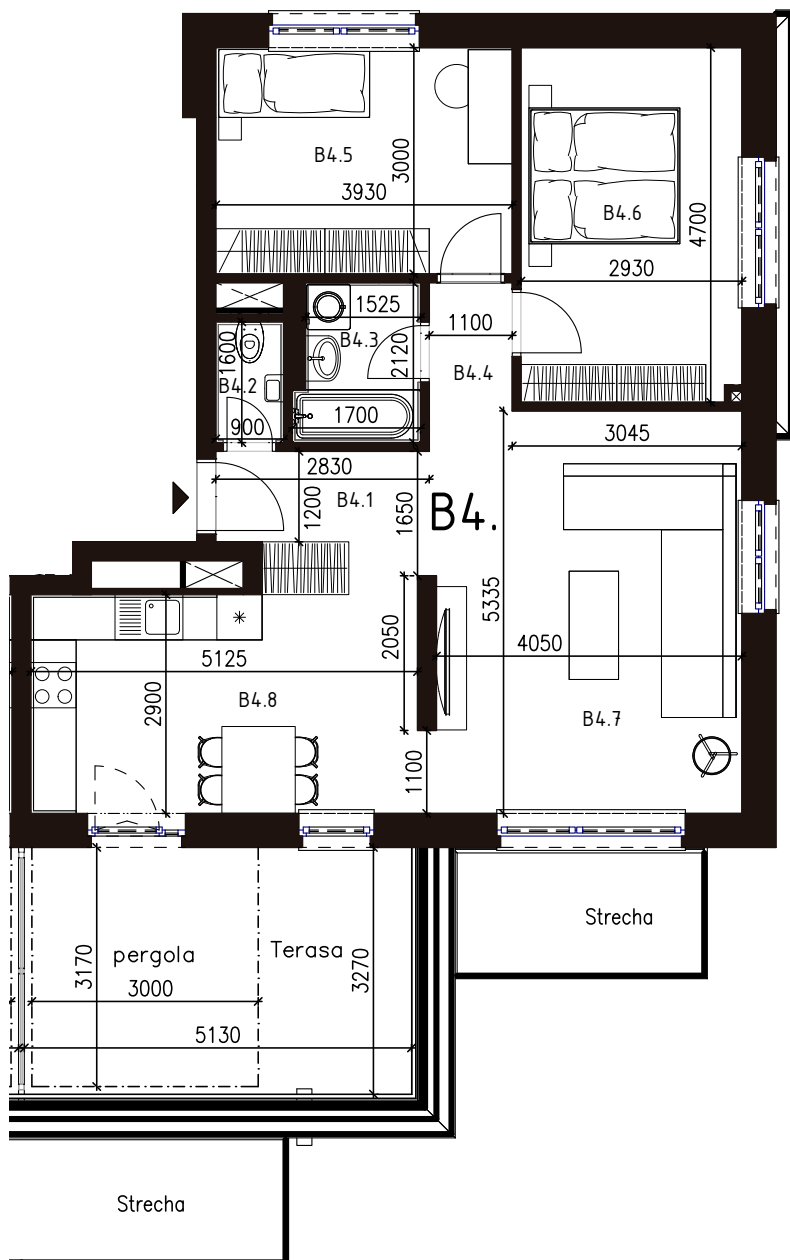 B4.5
3000
3930
B4.6
4700
2930
1525
B4.3
2120
1100
B4.4
1600
B4.2
900
1700
3045
2830
B4.1
1200
1650
B4.
5335
2050
5125
4050
2900
B4.8
B4.7
1100
Strecha
pergola
Terasa
3170
3270
3000
5130
Strecha